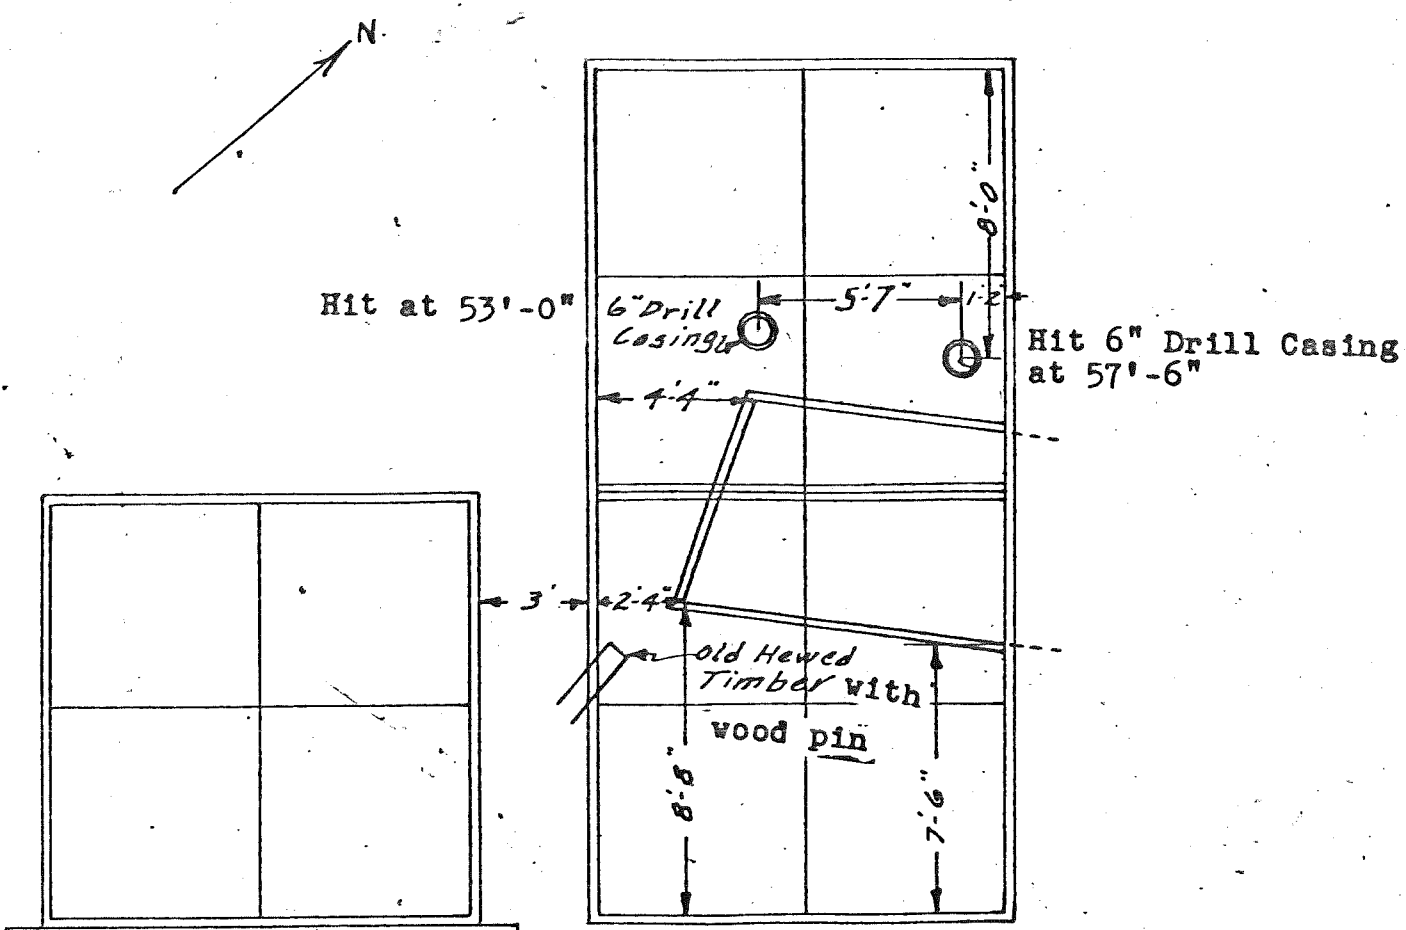 N.
8'-0"
Hit at 53'-0"
6" Drill
Casing
5'-7"
1'-2"
Hit 6" Drill Casing
at 57'-6"
4'-4"
3'
2'-4"
Old Hewed
Timber with
wood pin
8'-8"
7'-6"